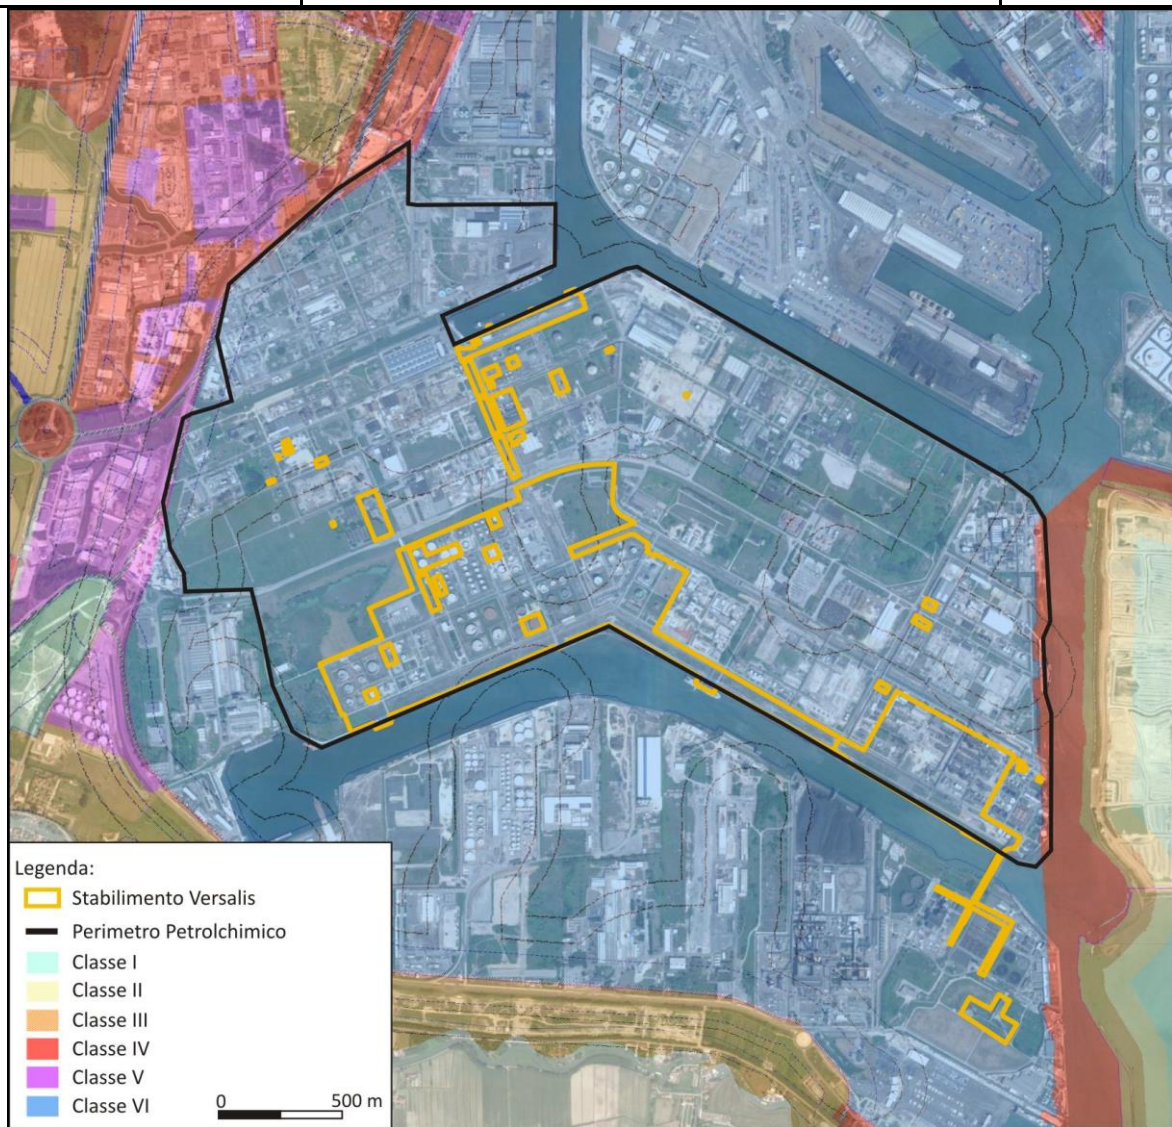 Legenda:
Stabilimento Versalis
Perimetro Petrolchimico
Classe I
Classe II
Classe III
Classe IV
Classe V
Classe VI
0 500 m